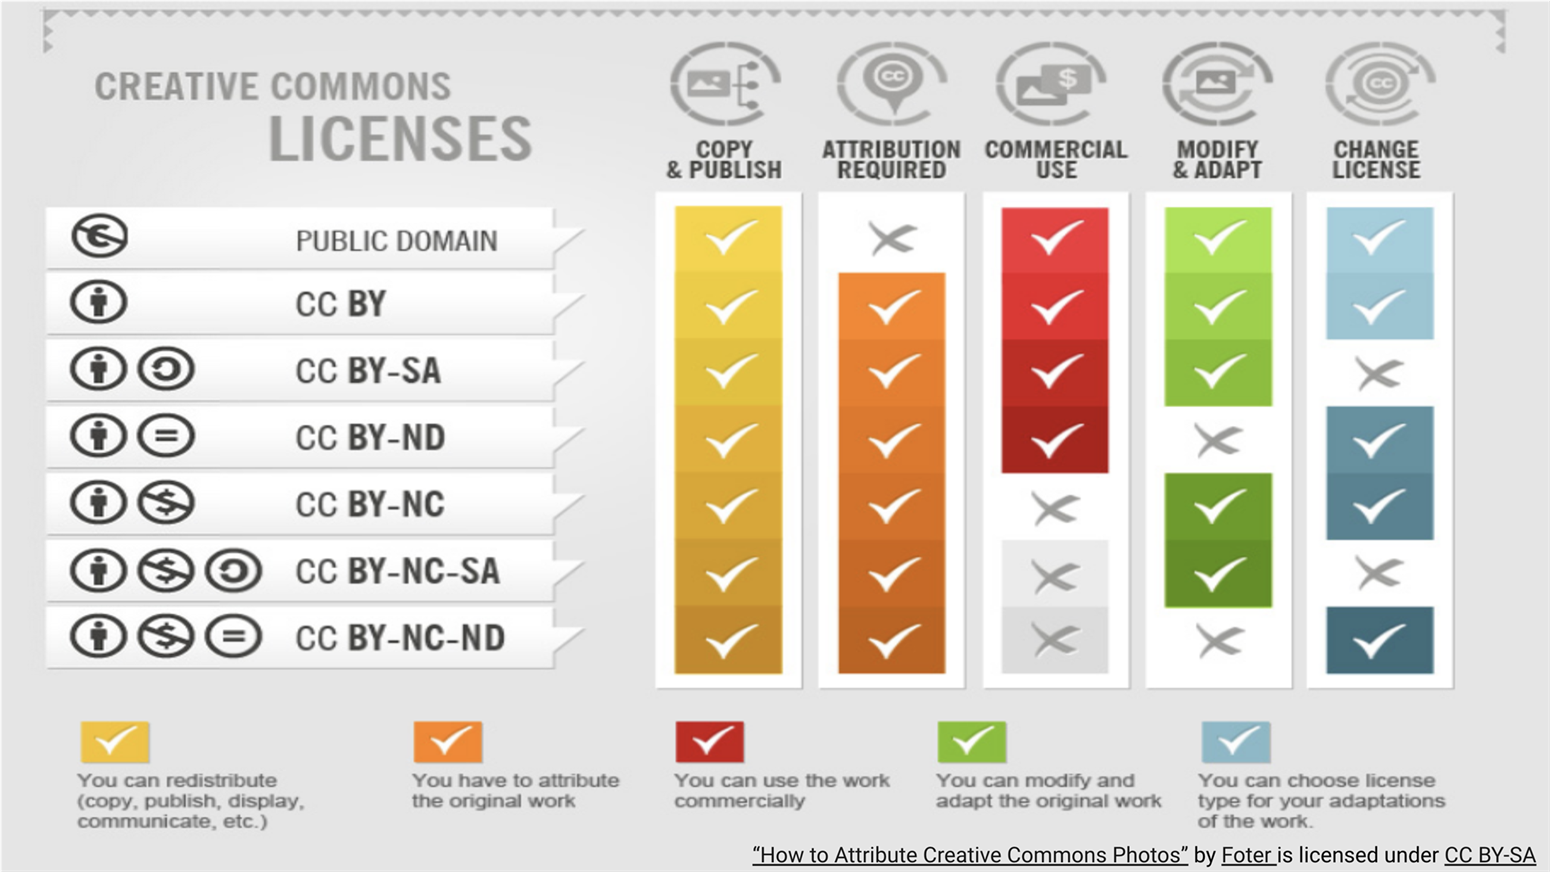 CREATIVE COMMONS
LICENSES
COPY
& PUBLISH
ATTRIBUTION
REQUIRED
COMMERCIAL
USE
MODIFY
& ADAPT
CHANGE
LICENSE
PUBLIC DOMAIN
CC BY
CC BY-SA
CC BY-ND
CC BY-NC
CC BY-NC-SA
CC BY-NC-ND
You can redistribute
(copy, publish, display,
communicate, etc.)
You have to attribute
the original work
You can use the work
commercially
You can modify and
adapt the original work
You can choose license
type for your adaptations
of the work.
“How to Attribute Creative Commons Photos” by Foter is licensed under CC BY-SA